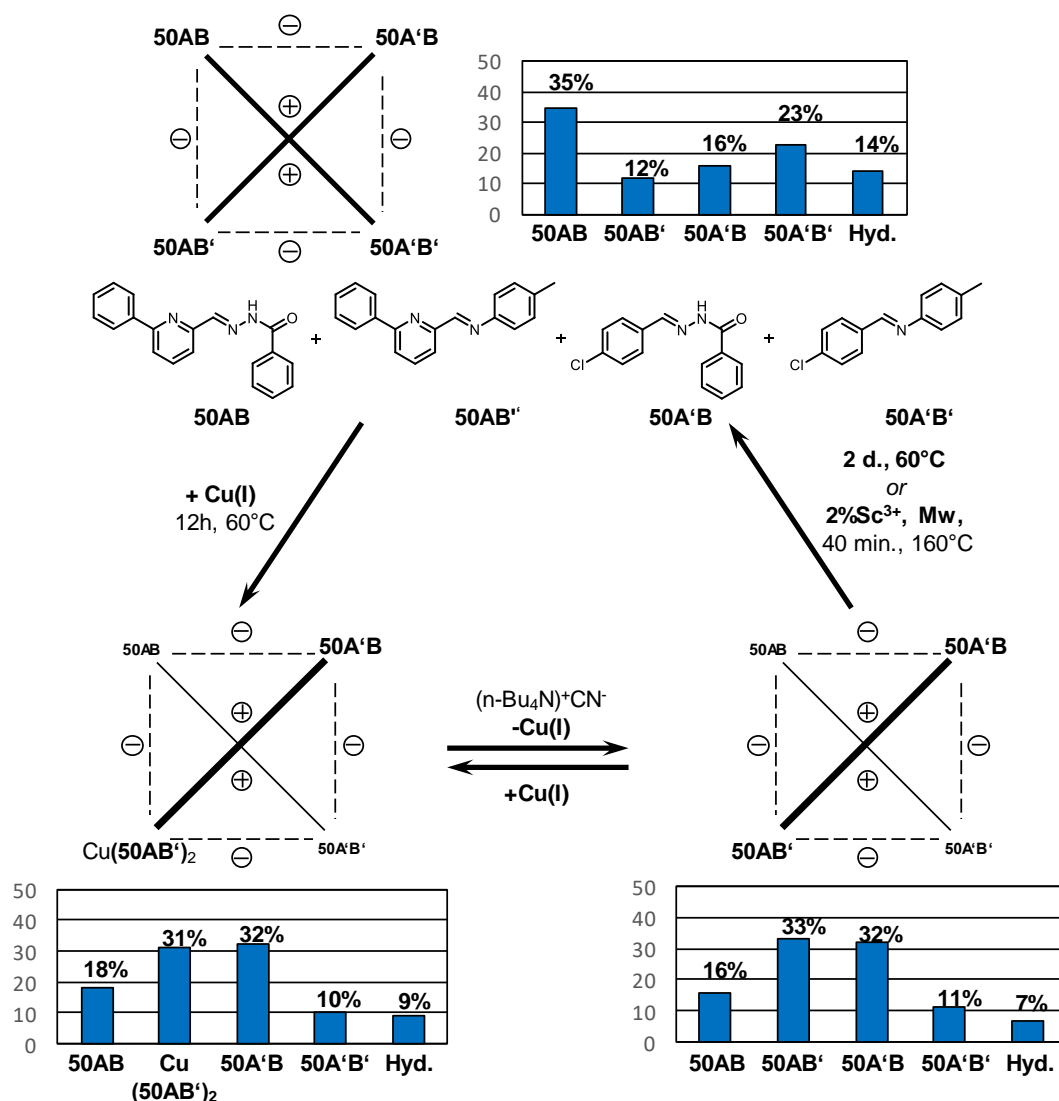 50AB 50A‘B
⊖
⊖ ⊕ ⊖
⊕
50AB‘ 50A‘B‘
⊖
50
40
30
20
10
0
35% 12% 16% 23% 14%
50AB 50AB‘ 50A‘B 50A‘B‘ Hyd.
N N H N O + N N + Cl N H N O + Cl N
50AB 50AB'‘ 50A‘B 50A‘B‘
+ Cu(I)
12h, 60°C
2 d., 60°C
or
2%Sc3+, Mw,
40 min., 160°C
50AB 50A‘B
⊖
⊖ ⊕ ⊖
⊕
Cu(50AB‘)2 50A‘B‘
⊖
(n-Bu4N)+CN-
-Cu(I)
+Cu(I)
50AB 50A‘B
⊖
⊖ ⊕ ⊖
⊕
50AB‘ 50A‘B‘
⊖
50
40
30
20
10
0
18% 31% 32% 10% 9%
50AB Cu 50A‘B 50A‘B‘ Hyd.
(50AB‘)2
50
40
30
20
10
0
16% 33% 32% 11% 7%
50AB 50AB‘ 50A‘B 50A‘B‘ Hyd.